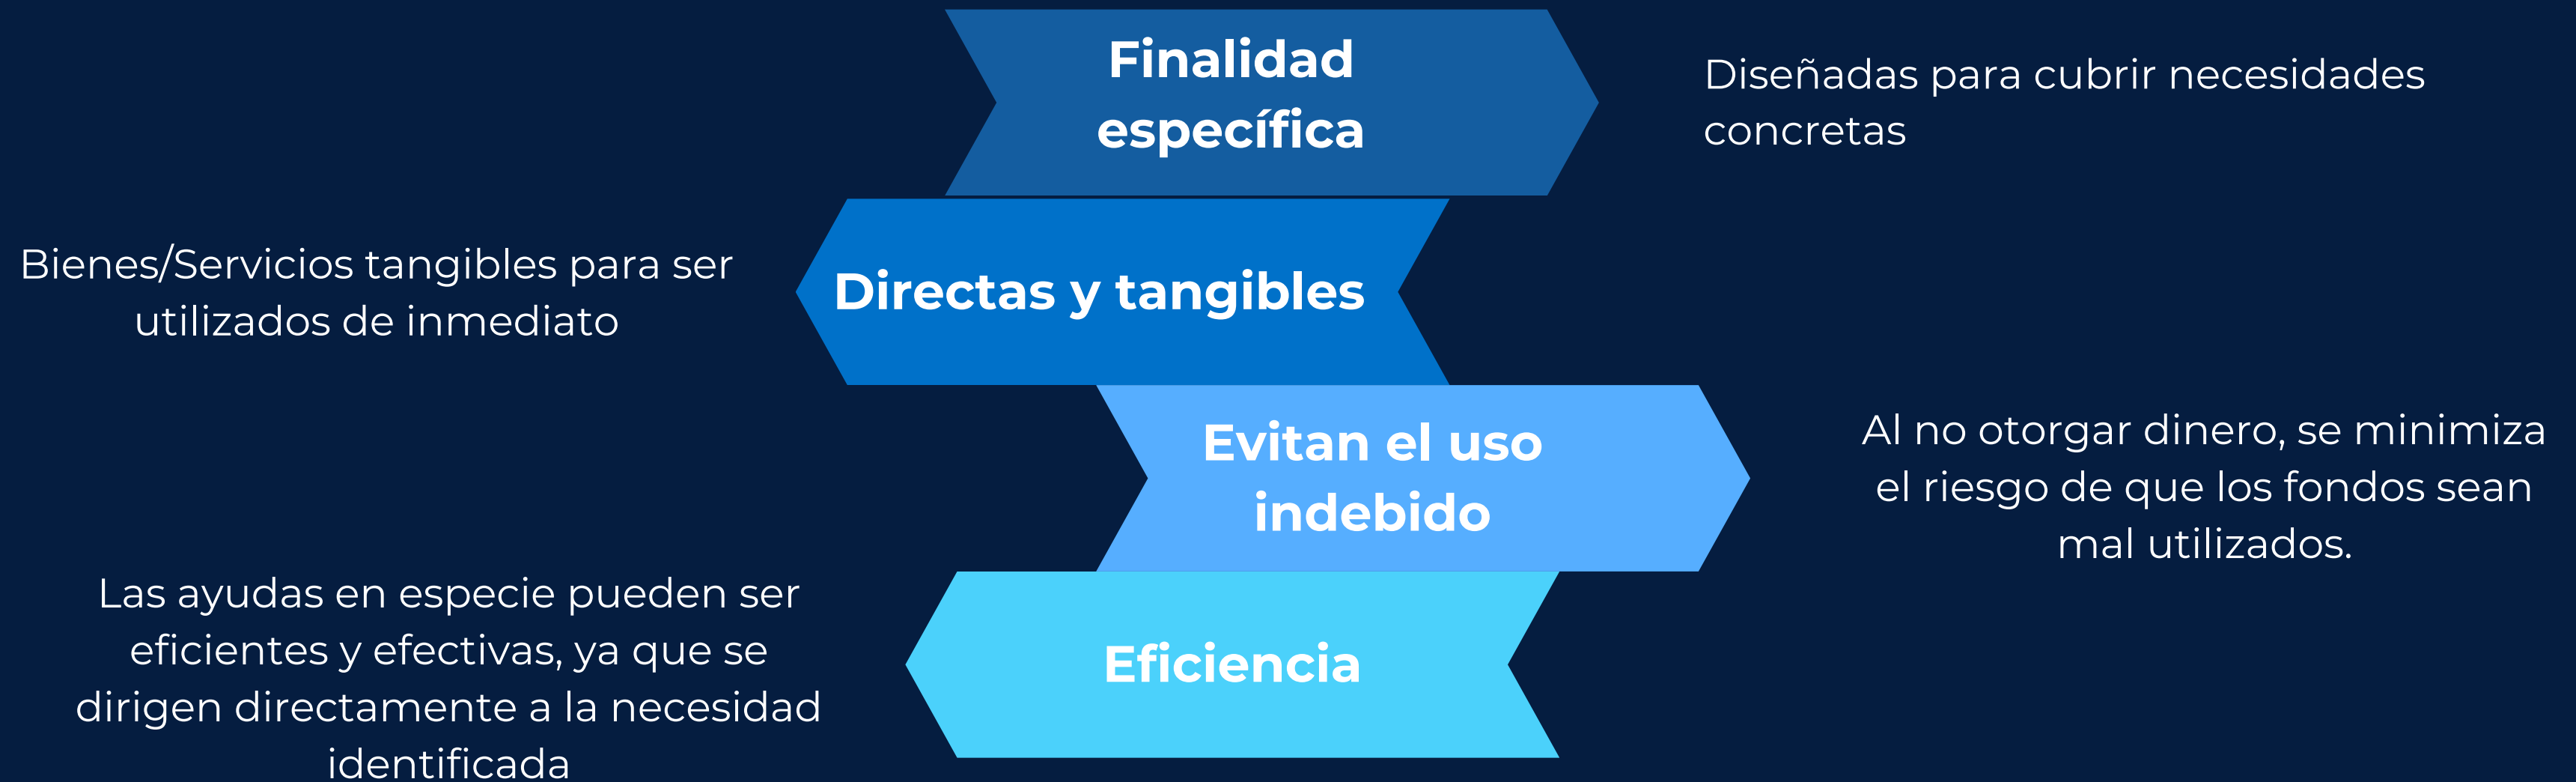 Finalidad
específica
Diseñadas para cubrir necesidades
concretas
Bienes/Servicios tangibles para ser
utilizados de inmediato
Directas y tangibles
Evitan el uso
indebido
Al no otorgar dinero, se minimiza
el riesgo de que los fondos sean
mal utilizados.
Las ayudas en especie pueden ser
eficientes y efectivas, ya que se
dirigen directamente a la necesidad
identificada
Eficiencia